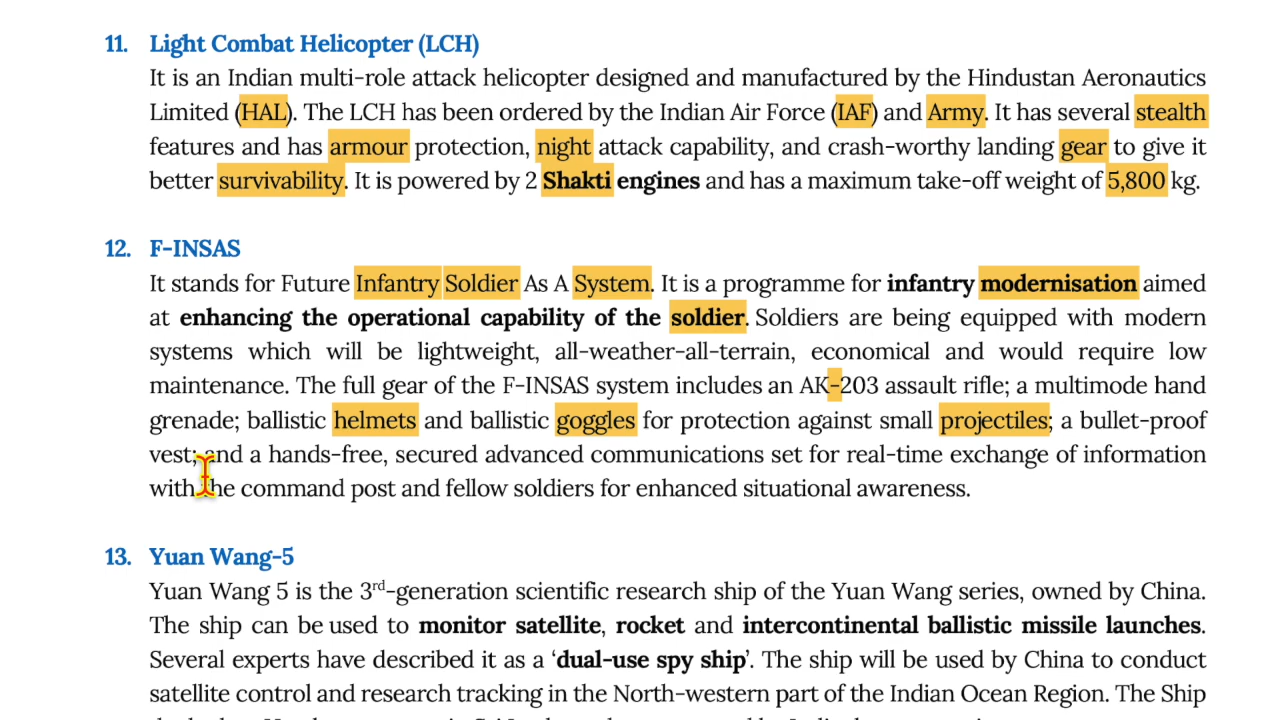 11. Light Combat Helicopter (LCH)
It is an Indian multi-role attack helicopter designed and manufactured by the Hindustan Aeronautics
Limited (HAL). The LCH has been ordered by the Indian Air Force (IAF) and Army. It has several stealth
features and has armour protection, night attack capability, and crash-worthy landing gear to give it
better survivability. It is powered by 2 Shakti engines and has a maximum take-off weight of 5,800 kg.
12. F-INSAS
It stands for Future Infantry Soldier As A System. It is a programme for infantry modernisation aimed
at enhancing the operational capability of the soldier. Soldiers are being equipped with modern
systems which will be lightweight, all-weather-all-terrain, economical and would require low
maintenance. The full gear of the F-INSAS system includes an AK-203 assault rifle; a multimode hand
grenade; ballistic helmets and ballistic goggles for protection against small projectiles; a bullet-proof
vest; and a hands-free, secured advanced communications set for real-time exchange of information
with the command post and fellow soldiers for enhanced situational awareness.
13. Yuan Wang-5
Yuan Wang 5 is the 3rd-generation scientific research ship of the Yuan Wang series, owned by China.
The ship can be used to monitor satellite, rocket and intercontinental ballistic missile launches.
Several experts have described it as a ‘dual-use spy ship’. The ship will be used by China to conduct
satellite control and research tracking in the North-western part of the Indian Ocean Region. The Ship